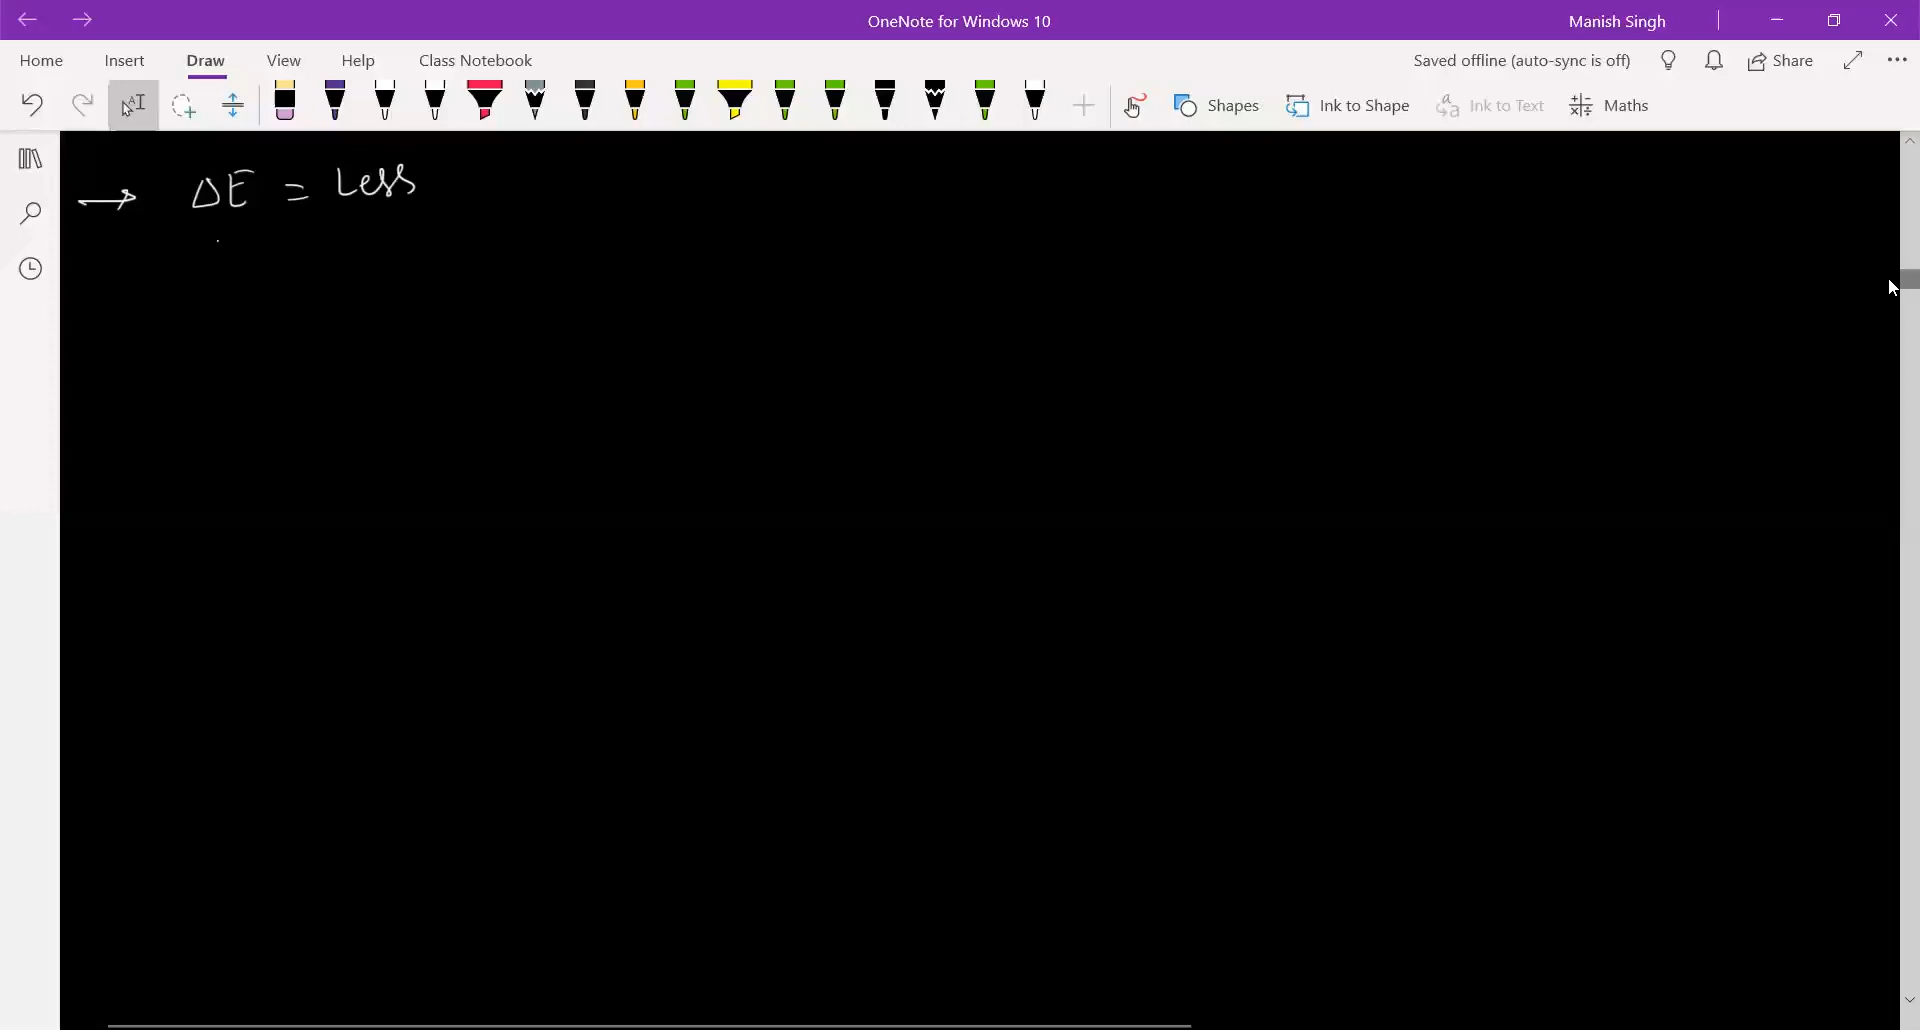 OneNote for Windows 10
Manish Singh
Home Insert Draw View Help Class Notebook
Saved offline (auto-sync is off) Share
Shapes Ink to Shape Ink to Text Maths
→ ΔE = Less